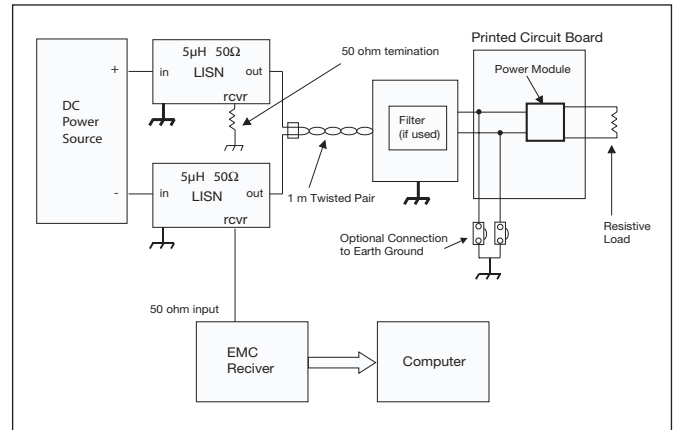 Printed Circuit Board
5µH 50Ω
LISN
in
out
rcvr
50 ohm temination
Power Module
+
DC
Power
Source
-
Filter
(if used)
5µH 50Ω
LISN
in
out
rcvr
1 m Twisted Pair
Optional Connection
to Earth Ground
Resistive
Load
50 ohm input
EMC
Reciver
Computer